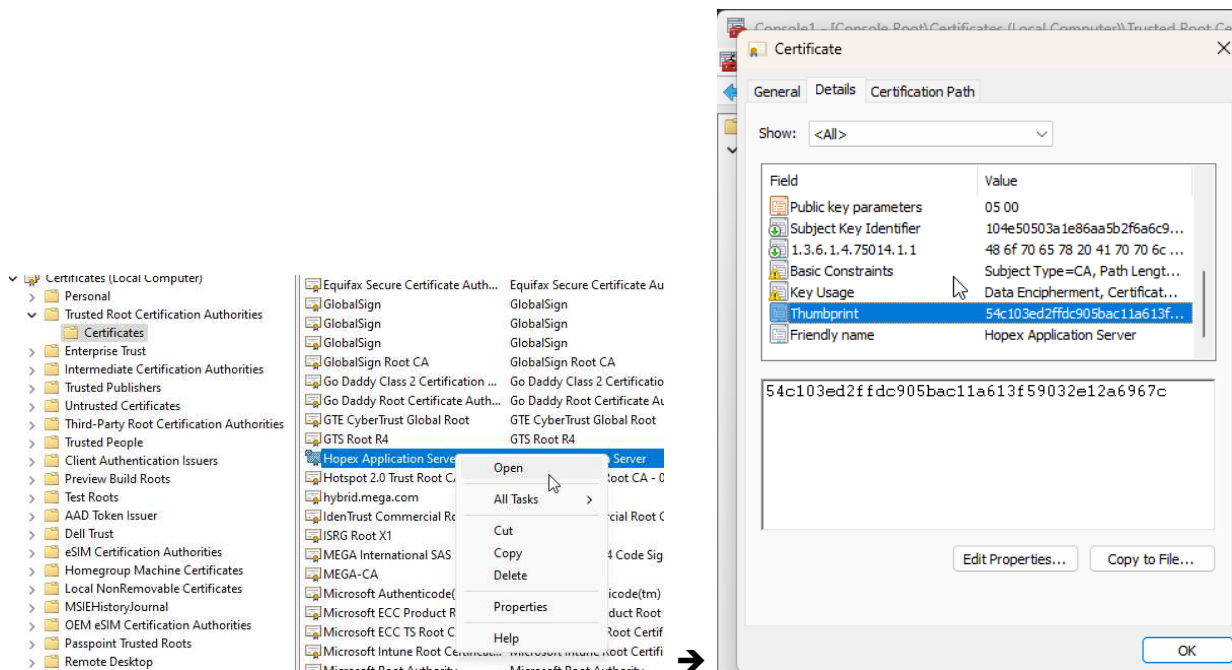 Certificates (Local Computer)
Personal
Trusted Root Certification Authorities
Certificates
Enterprise Trust
Intermediate Certification Authorities
Trusted Publishers
Untrusted Certificates
Third-Party Root Certification Authorities
Trusted People
Client Authentication Issuers
Preview Build Roots
Test Roots
AAD Token Issuer
Dell Trust
eSIM Certification Authorities
Homegroup Machine Certificates
Local NonRemovable Certificates
MSIEHistoryJournal
OEM eSIM Certification Authorities
Passpoint Trusted Roots
Remote Desktop
Equifax Secure Certificate Auth... Equifax Secure Certificate Au
GlobalSign GlobalSign
GlobalSign GlobalSign
GlobalSign GlobalSign
GlobalSign Root CA GlobalSign Root CA
Go Daddy Class 2 Certification ... Go Daddy Class 2 Certificatio
Go Daddy Root Certificate Auth... Go Daddy Root Certificate Au
GTE CyberTrust Global Root GTE CyberTrust Global Root
GTS Root R4 GTS Root R4
Hopex Application Serve Server
Hotspot 2.0 Trust Root CA Root CA - 0
hybrid.mega.com
IdenTrust Commercial Ro cial Root C
ISRG Root X1
MEGA International SAS 4 Code Sig
MEGA-CA
Microsoft Authenticode( icode(tm)
Microsoft ECC Product R duct Root
Microsoft ECC TS Root C Root Certif
Microsoft Intune Root Certificat... Microsoft Intune Root Certifi
Microsoft Root Authority Microsoft Root Authority
Open
All Tasks
Cut
Copy
Delete
Properties
Help
Console1 - [Console Root\Certificates (Local Computer)\Trusted Root Ce
Certificate
General Details Certification Path
Show: <All>
Field Value
Public key parameters 05 00
Subject Key Identifier 104e50503a1e86aa5b2f6a6c9...
1.3.6.1.4.75014.1.1 48 6f 70 65 78 20 41 70 70 6c ...
Basic Constraints Subject Type=CA, Path Lengt...
Key Usage Data Encipherment, Certificat...
Thumbprint 54c103ed2ffdc905bac11a613f...
Friendly name Hopex Application Server
54c103ed2ffdc905bac11a613f59032e12a6967c
Edit Properties... Copy to File...
OK